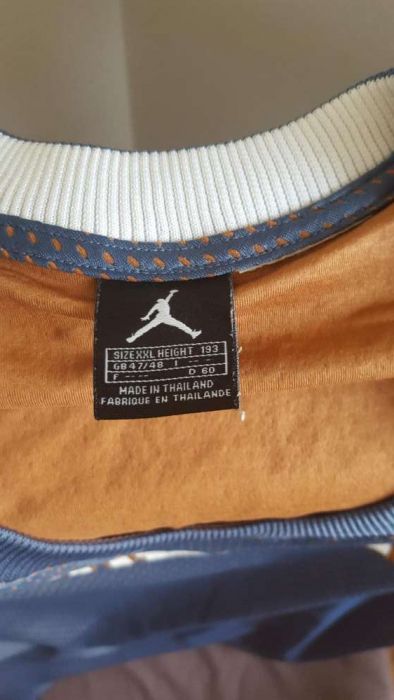 SIZE XXL HEIGHT 193
GB 47/48 I -- --
F -- -- D 60
MADE IN THAILAND
FABRIQUE EN THAILANDE